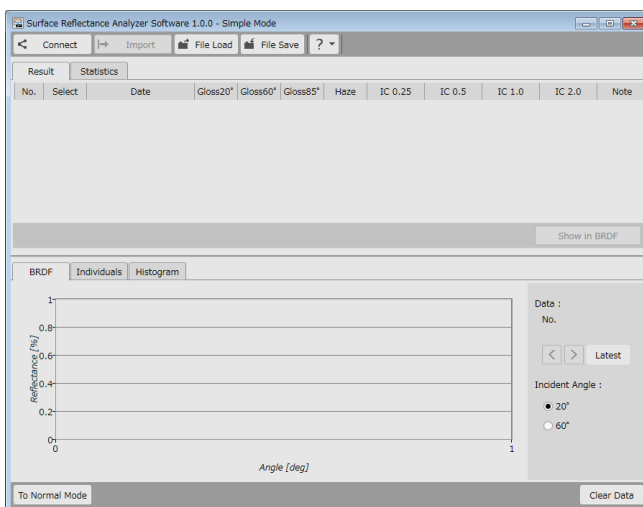 Surface Reflectance Analyzer Software 1.0.0 - Simple Mode
Connect Import File Load File Save ?
Result Statistics
No. Select Date Gloss20° Gloss60° Gloss85° Haze IC 0.25 IC 0.5 IC 1.0 IC 2.0 Note
Show in BRDF
BRDF Individuals Histogram
Reflectance [%]
1
0.8
0.6
0.4
0.2
0
0 1
Angle [deg]
Data :
No.
< > Latest
Incident Angle :
20°
60°
To Normal Mode Clear Data